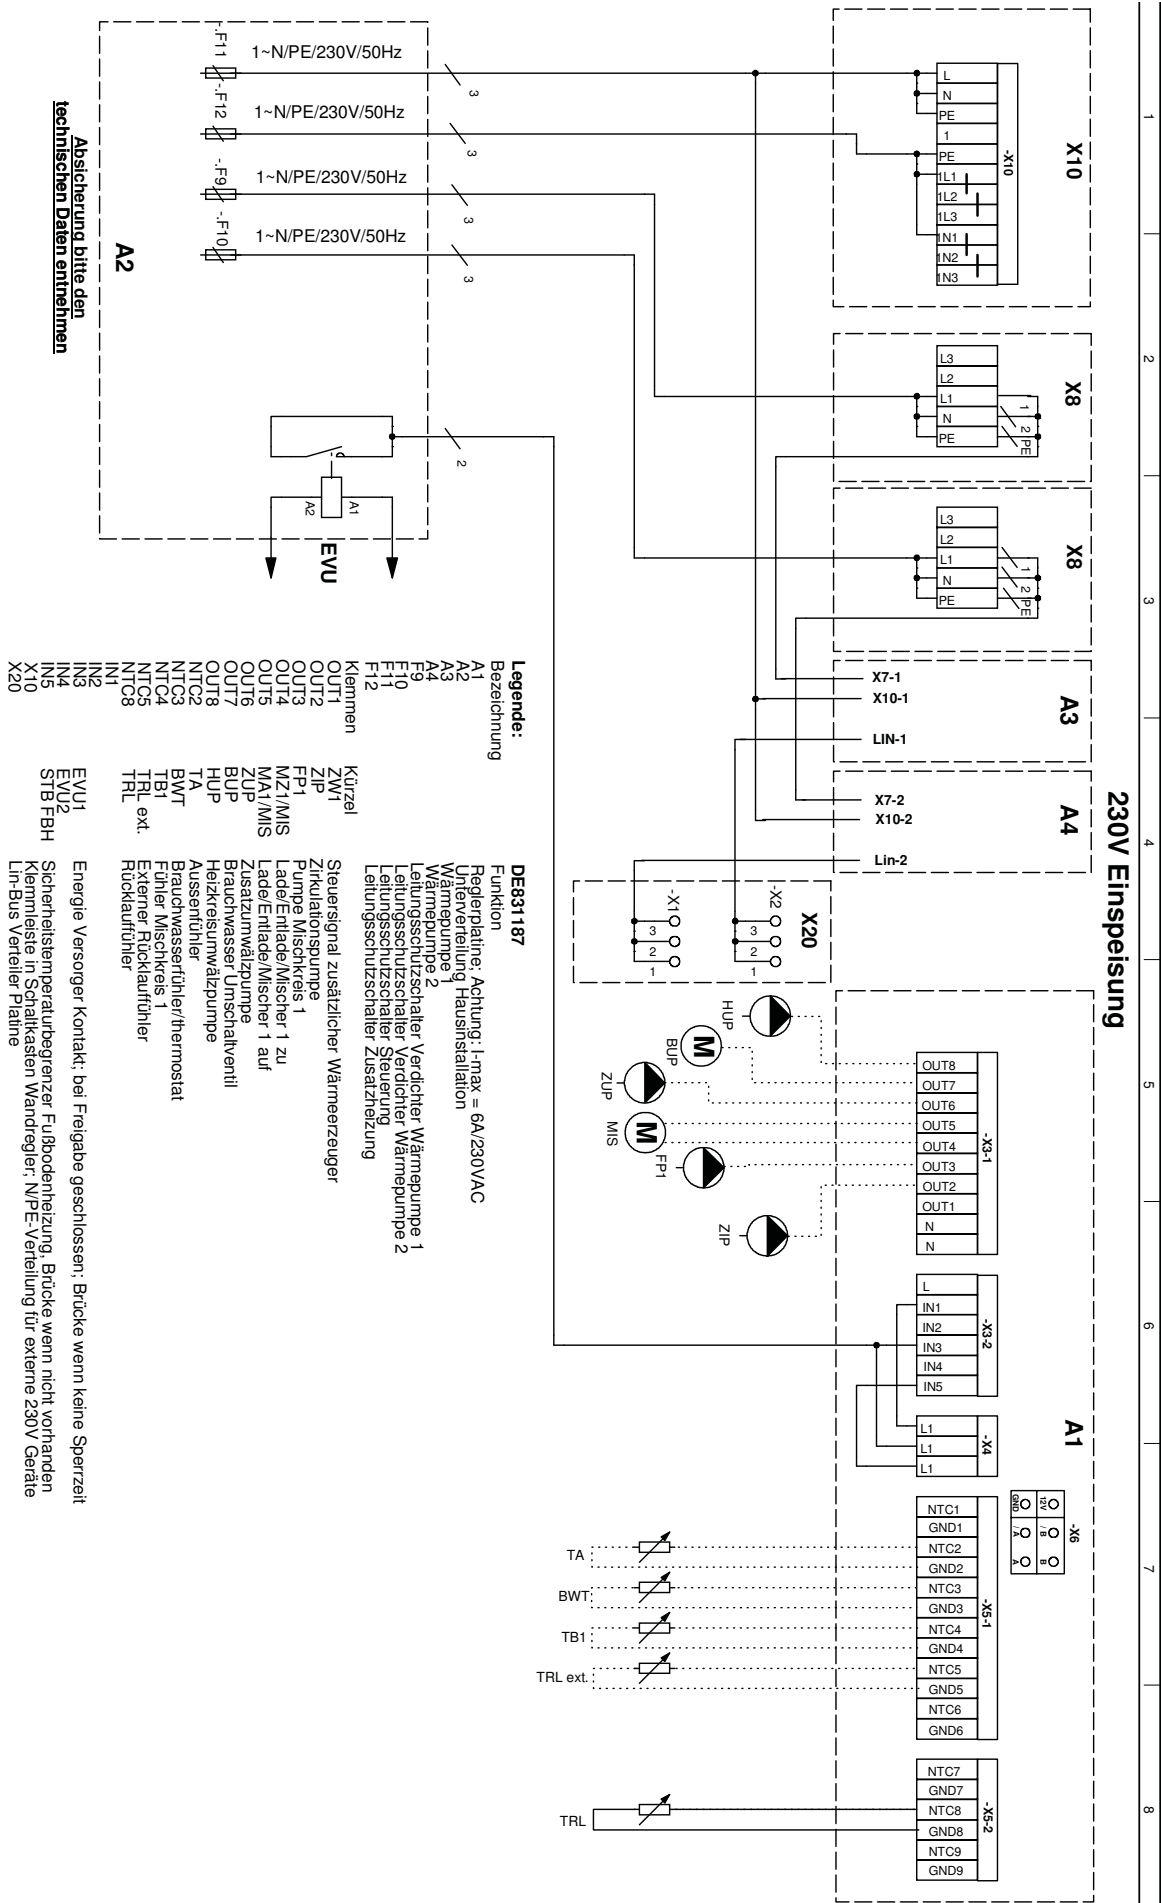 230V Einspeisung
1
2
3
4
5
6
7
8
X10
-X10
L
N
PE
1
PE
1L1
1L2
1L3
1N1
1N2
1N3
X8
L3
L2
L1
N
PE
1
2
PE
X8
L3
L2
L1
N
PE
1
2
PE
A3
X7-1
X10-1
LIN-1
A4
X7-2
X10-2
Lin-2
X20
-X2
3
2
1
-X1
3
2
1
A1
-X3-1
OUT8
OUT7
OUT6
OUT5
OUT4
OUT3
OUT2
OUT1
N
N
HUP
M
BUP
ZUP
M
MIS
FP1
ZIP
-X3-2
L
IN1
IN2
IN3
IN4
IN5
-X4
L1
L1
L1
-X6
12V
/ B
B
GND
/ A
A
-X5-1
NTC1
GND1
NTC2
GND2
NTC3
GND3
NTC4
GND4
NTC5
GND5
NTC6
GND6
TA
BWT
TB1
TRL ext.
-X5-2
NTC7
GND7
NTC8
GND8
NTC9
GND9
TRL
-.F11
1~N/PE/230V/50Hz
3
-.F12
1~N/PE/230V/50Hz
3
-.F9
1~N/PE/230V/50Hz
3
-.F10
1~N/PE/230V/50Hz
3
A2
2
A1
A2
EVU
Absicherung bitte den
technischen Daten entnehmen
Legende: DE831187
Bezeichnung Funktion
A1 Reglerplatine; Achtung: I-max = 6A/230VAC
A2 Unterverteilung Hausinstallation
A3 Wärmepumpe 1
A4 Wärmepumpe 2
F9 Leitungsschutzschalter Verdichter Wärmepumpe 1
F10 Leitungsschutzschalter Verdichter Wärmepumpe 2
F11 Leitungsschutzschalter Steuerung
F12 Leitungsschutzschalter Zusatzheizung
Klemmen Kürzel
OUT1 ZW1 Steuersignal zusätzlicher Wärmeerzeuger
OUT2 ZIP Zirkulationspumpe
OUT3 FP1 Pumpe Mischkreis 1
OUT4 MZ1/MIS Lade/Entlade/Mischer 1 zu
OUT5 MA1/MIS Lade/Entlade/Mischer 1 auf
OUT6 ZUP Zusatzumwälzpumpe
OUT7 BUP Brauchwasser Umschaltventil
OUT8 HUP Heizkreisumwälzpumpe
NTC2 TA Aussenfühler
NTC3 BWT Brauchwasserfühler/thermostat
NTC4 TB1 Fühler Mischkreis 1
NTC5 TRL ext. Externer Rücklauffühler
NTC8 TRL Rücklauffühler
IN1
IN2
IN3 EVU1 Energie Versorger Kontakt; bei Freigabe geschlossen; Brücke wenn keine Sperrzeit
IN4 EVU2
IN5 STB FBH Sicherheitstemperaturbegrenzer Fußbodenheizung, Brücke wenn nicht vorhanden
X10 Klemmleiste in Schaltkasten Wandregler; N/PE-Verteilung für externe 230V Geräte
X20 Lin-Bus Verteiler Platine